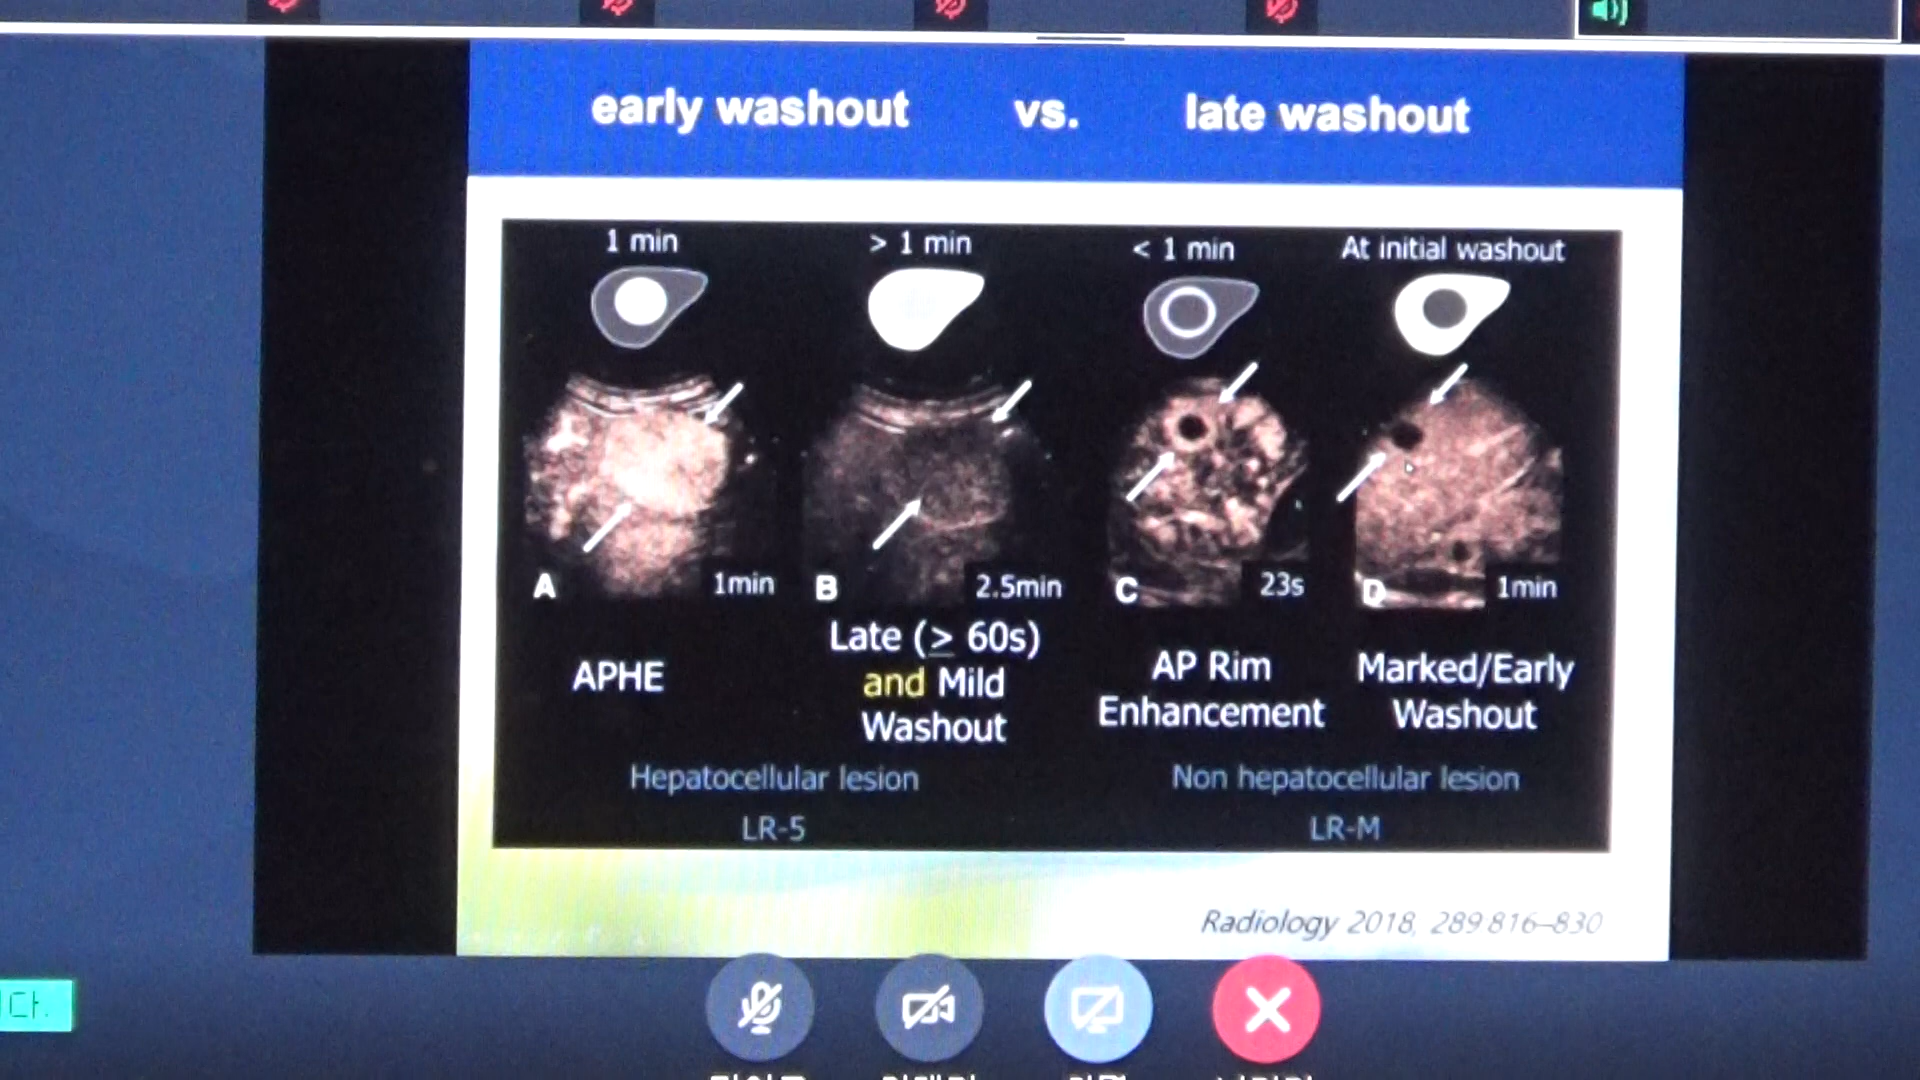 early washout vs. late washout
1 min
> 1 min
< 1 min
At initial washout
A
1min
B
2.5min
C
23s
D
1min
APHE
Late (≥ 60s)
and Mild
Washout
AP Rim
Enhancement
Marked/Early
Washout
Hepatocellular lesion
LR-5
Non hepatocellular lesion
LR-M
Radiology 2018, 289 816–830
다.